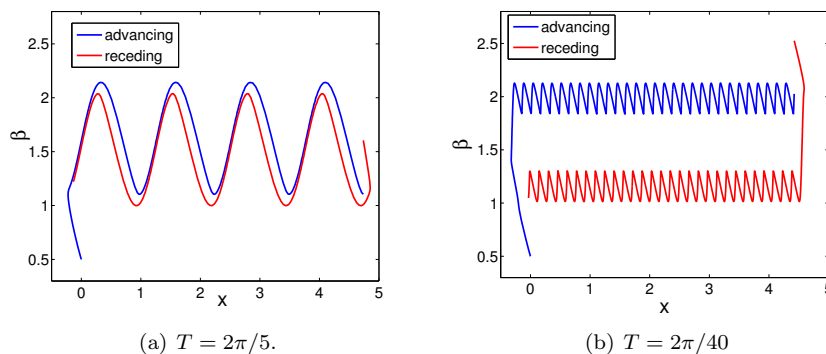 advancing
receding
2.5
2
1.5
1
0.5
β
0 1 2 3 4 5
x
(a) T = 2π/5.
advancing
receding
2.5
2
1.5
1
0.5
β
0 1 2 3 4 5
x
(b) T = 2π/40